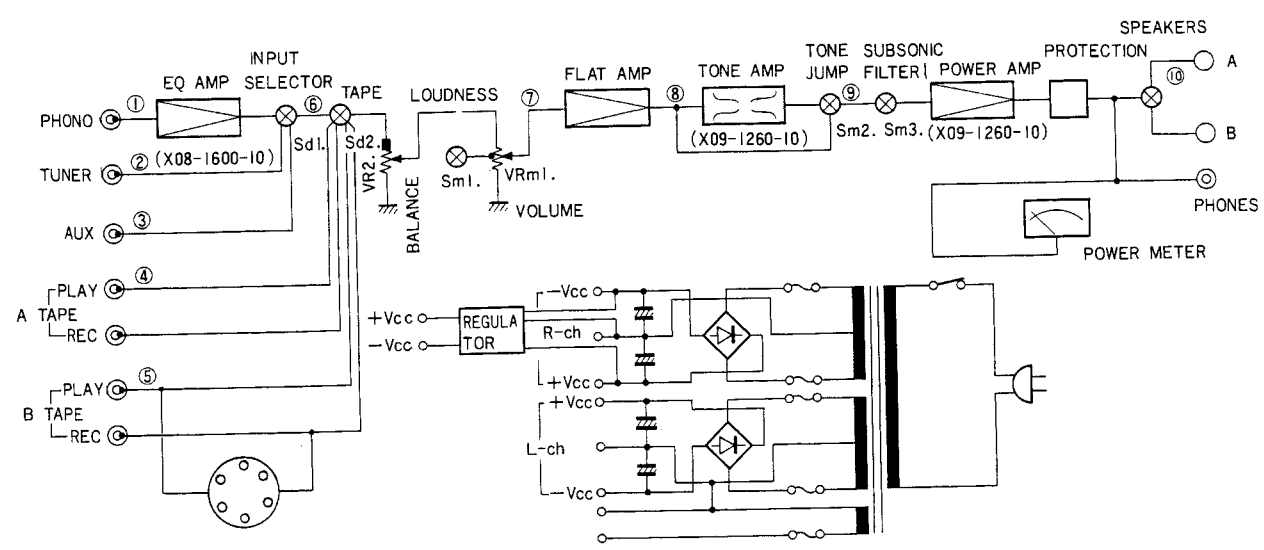 SPEAKERS
INPUT
SELECTOR
TONE SUBSONIC
JUMP FILTER
PROTECTION
EQ AMP
FLAT AMP
TONE AMP
POWER AMP
⑩
A
①
⑥
TAPE
LOUDNESS
⑦
⑧
⑨
PHONO
(X08-1600-10)
Sd1.
Sd2.
(X09-1260-10)
Sm2.
Sm3.
(X09-1260-10)
B
②
TUNER
VR2.
BALANCE
Sm1.
VRm1.
VOLUME
PHONES
③
AUX
POWER METER
④
PLAY
A TAPE
REC
+Vcc
-Vcc
REGULA
TOR
-Vcc
R-ch
+Vcc
⑤
PLAY
B TAPE
REC
+Vcc
L-ch
-Vcc